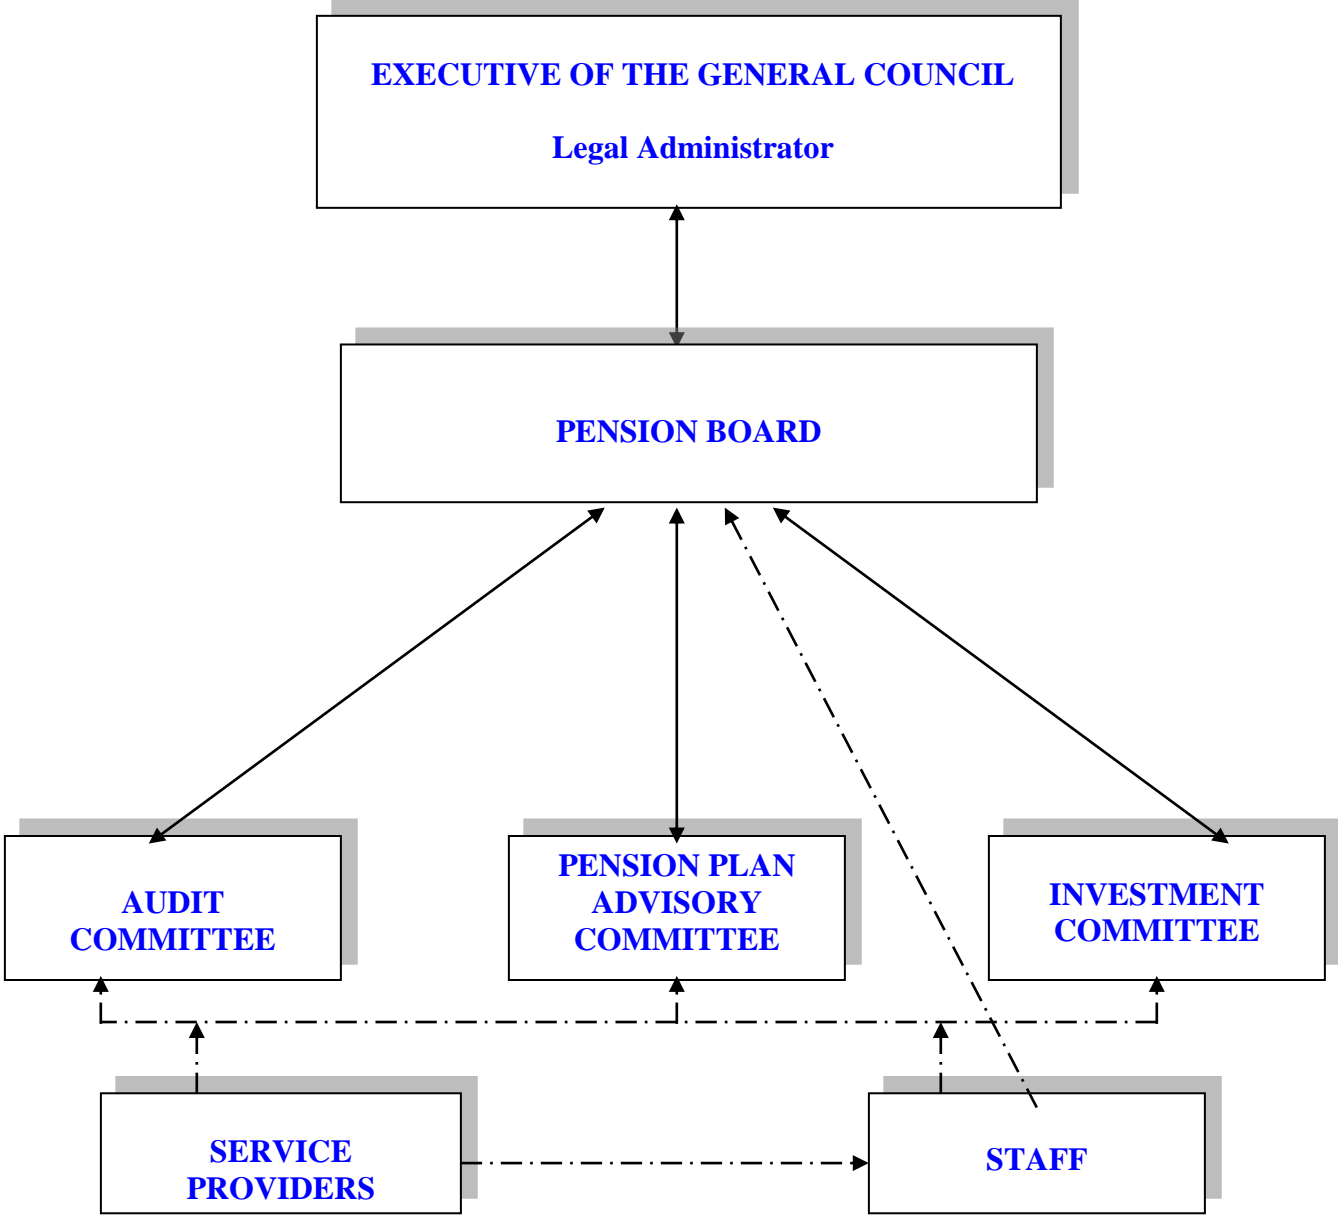 EXECUTIVE OF THE GENERAL COUNCIL
Legal Administrator
PENSION BOARD
AUDIT
COMMITTEE
PENSION PLAN
ADVISORY
COMMITTEE
INVESTMENT
COMMITTEE
SERVICE
PROVIDERS
STAFF